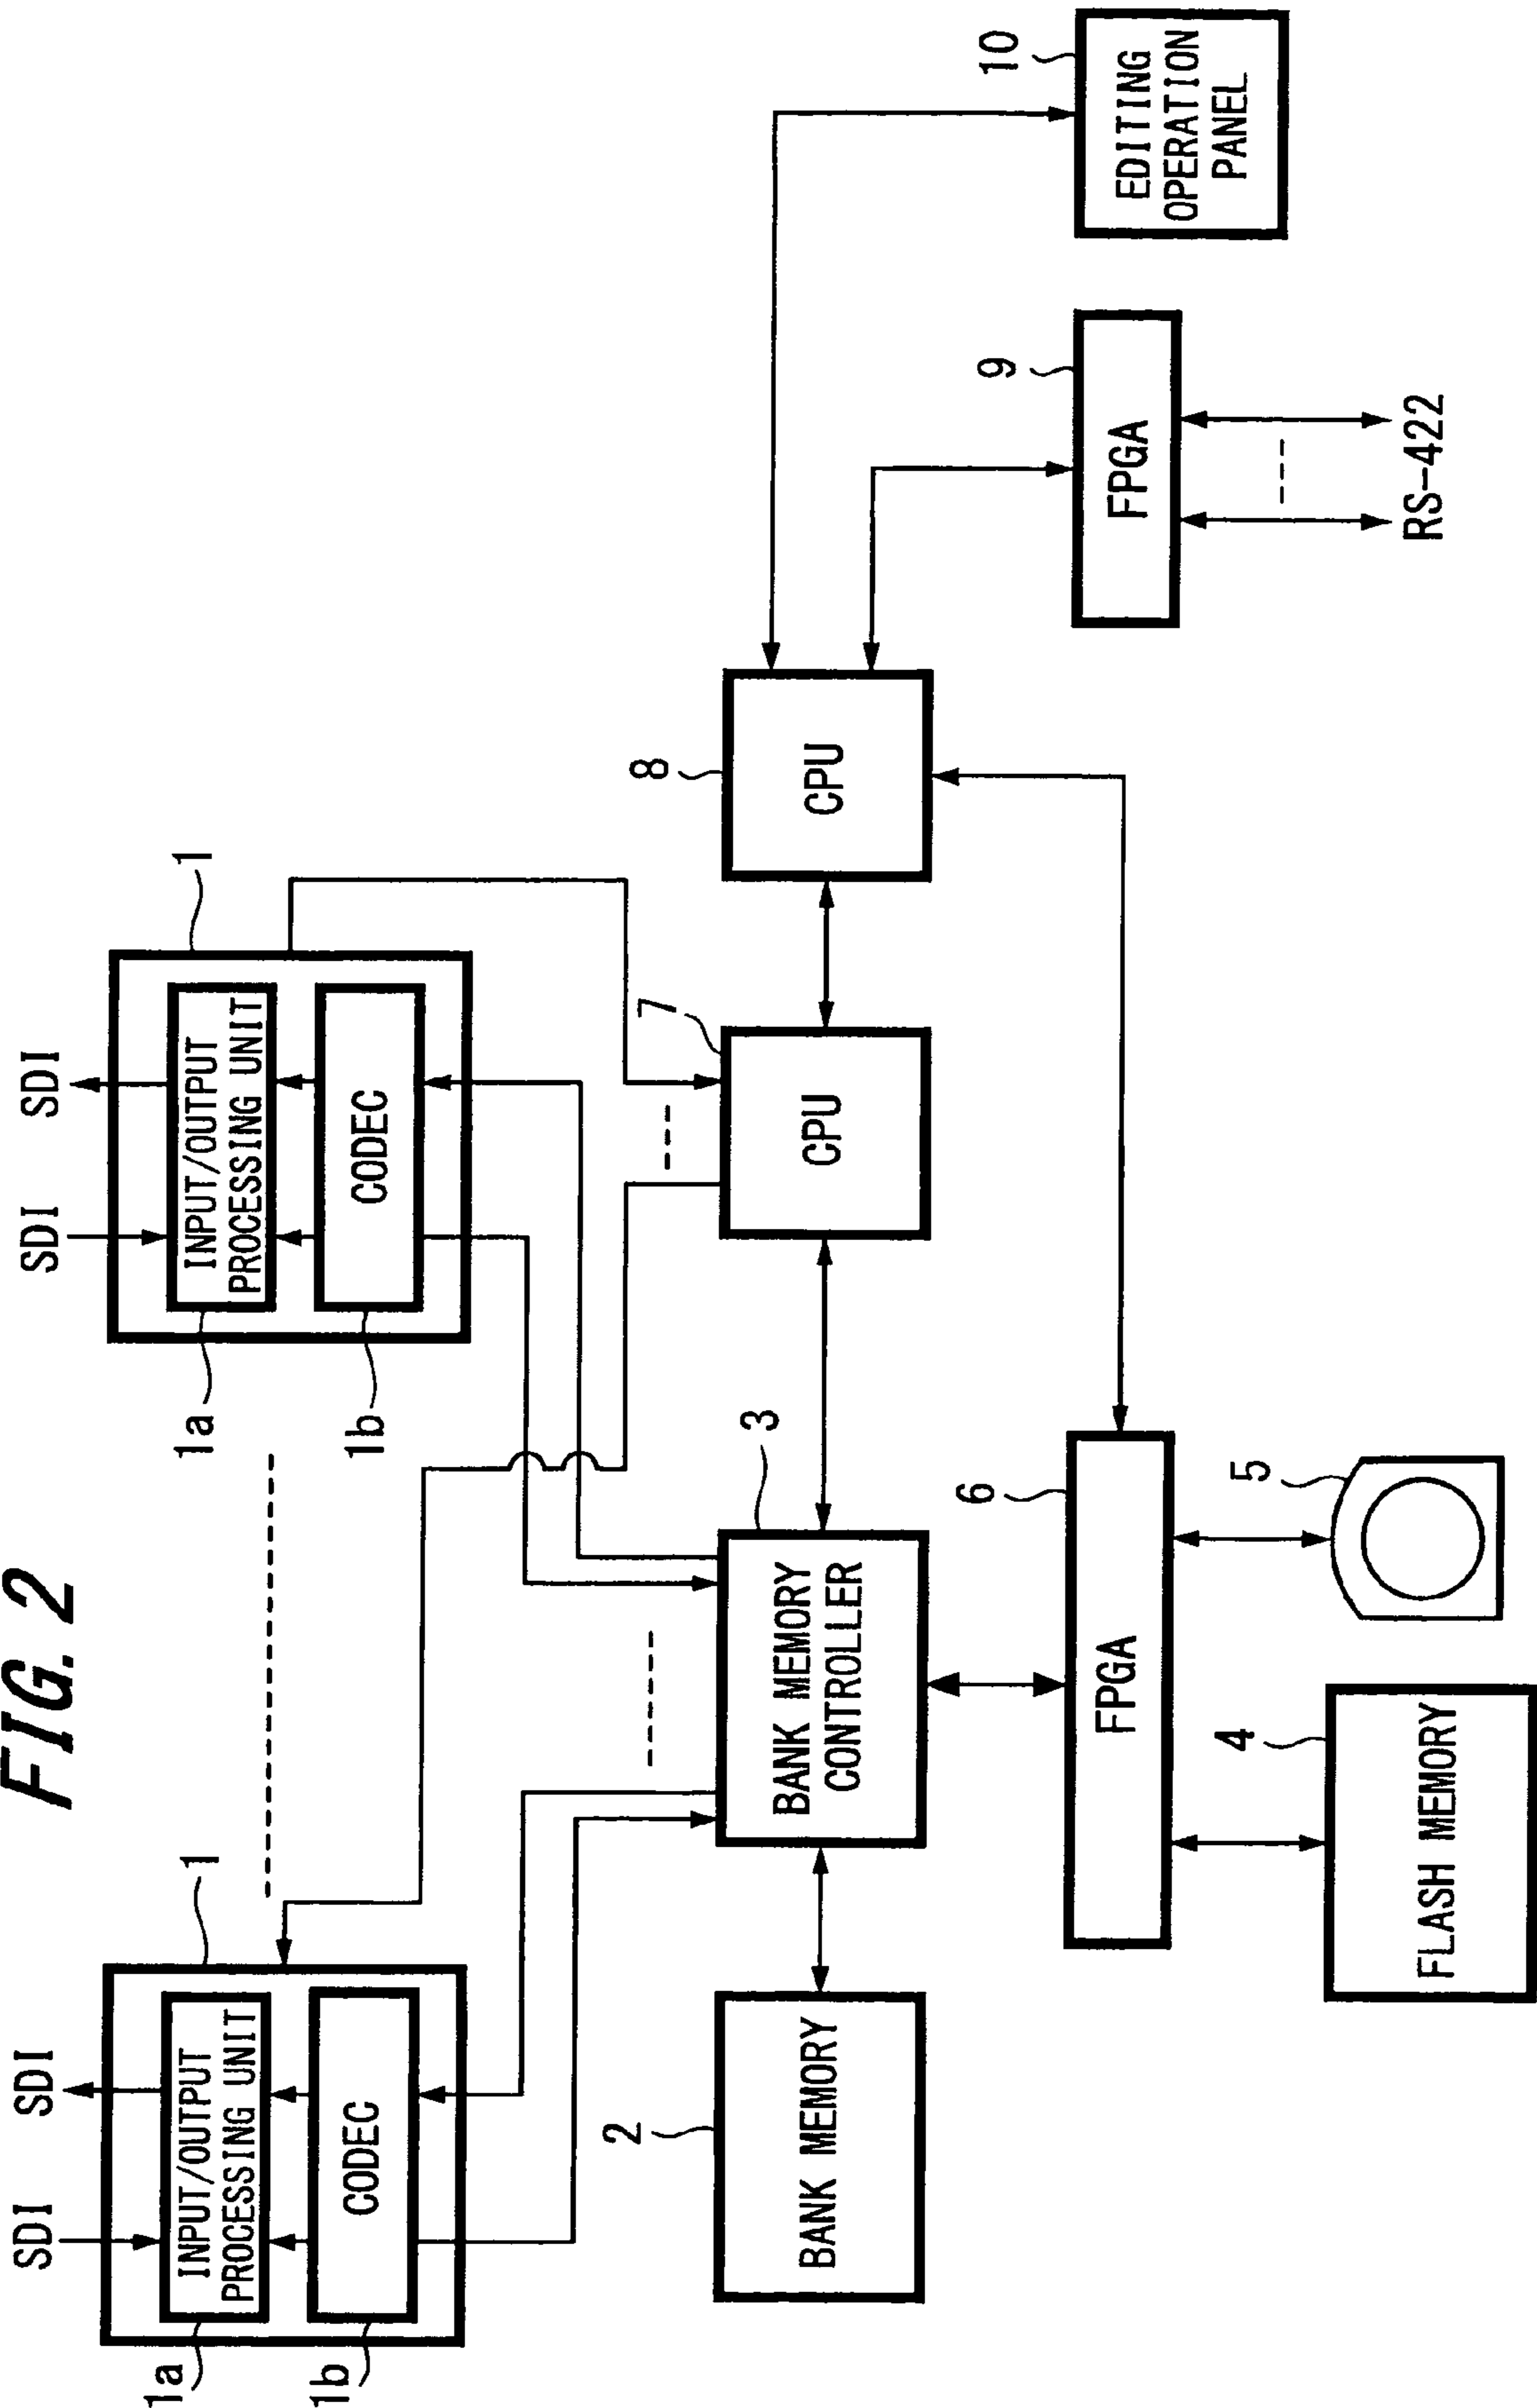 FIG. 2
SDI
SDI
SDI
SDI
1
1
INPUT/OUTPUT
PROCESSING UNIT
INPUT/OUTPUT
PROCESSING UNIT
1a
1a
CODEC
CODEC
1b
1b
2
BANK MEMORY
3
BANK MEMORY
CONTROLLER
7
CPU
8
CPU
6
FPGA
9
FPGA
10
EDITING
OPERATION
PANEL
4
FLASH MEMORY
5
RS-422